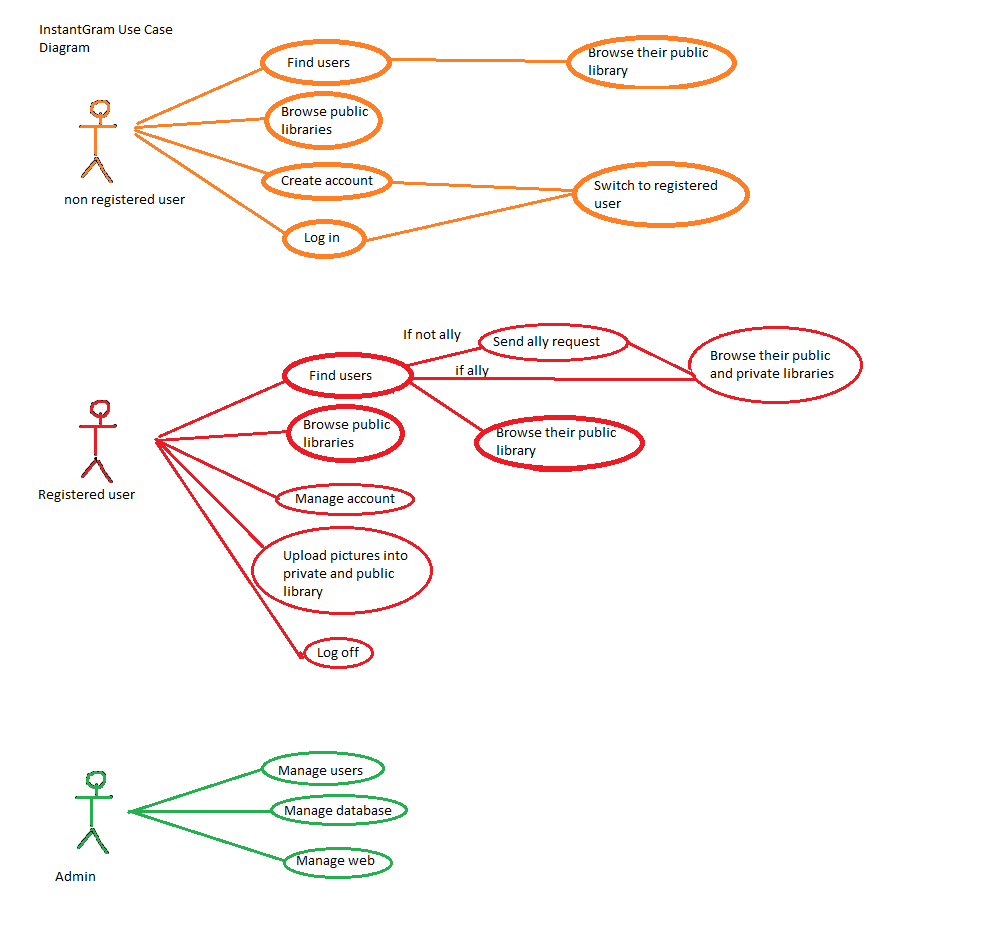 InstantGram Use Case
Diagram
Find users
Browse their public
library
Browse public
libraries
Create account
Switch to registered
user
Log in
non registered user
If not ally
Send ally request
Browse their public
and private libraries
if ally
Find users
Browse public
libraries
Browse their public
library
Registered user
Manage account
Upload pictures into
private and public
library
Log off
Manage users
Manage database
Manage web
Admin